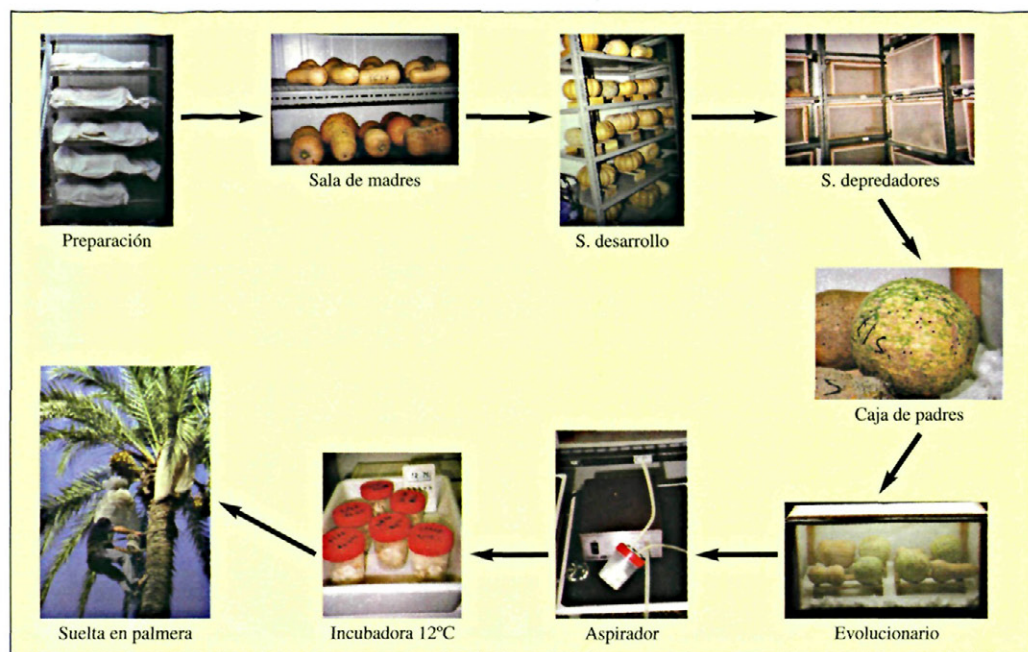 Preparación
Sala de madres
S. desarrollo
S. depredadores
Caja de padres
Evolucionario
Aspirador
Incubadora 12ºC
Suelta en palmera